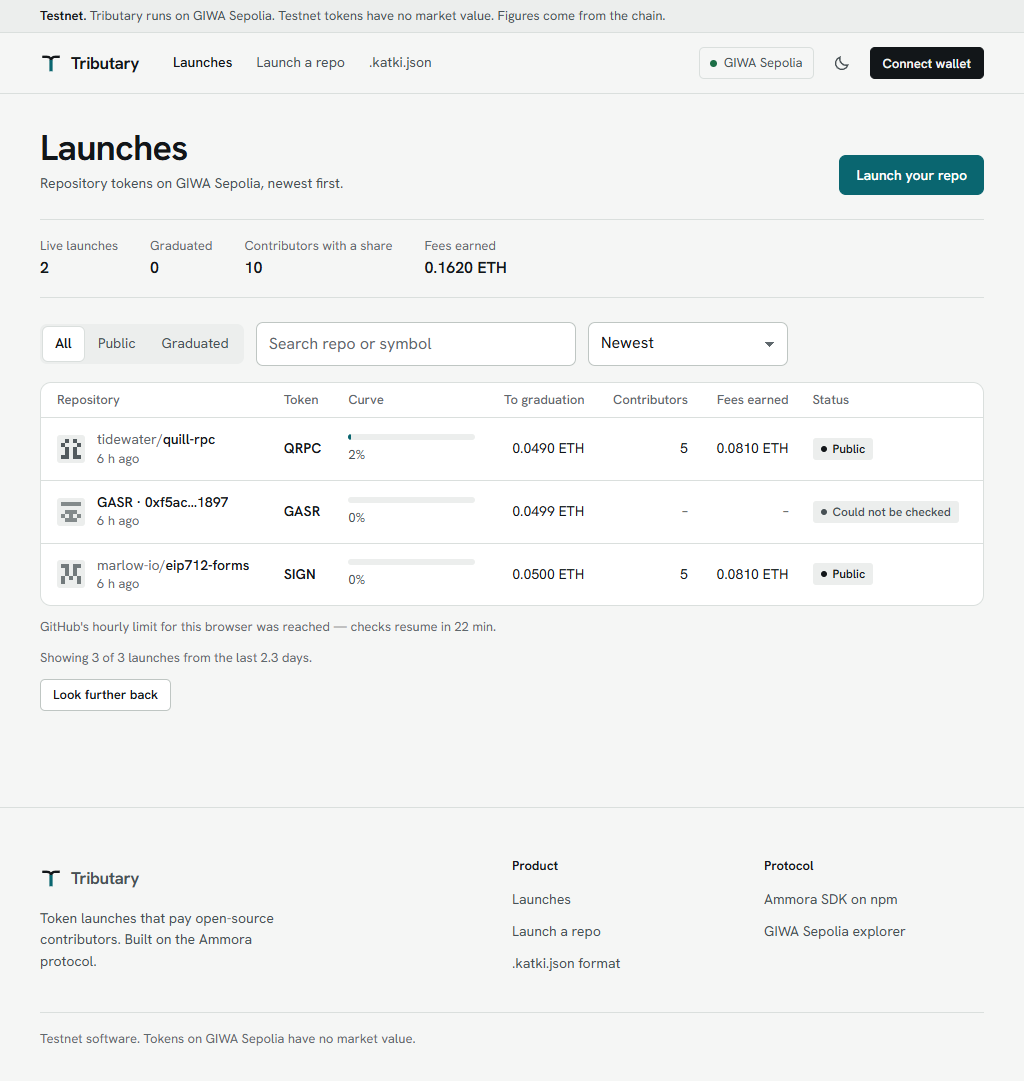 Testnet. Tributary runs on GIWA Sepolia. Testnet tokens have no market value. Figures come from the chain.
Tributary Launches Launch a repo .katki.json GIWA Sepolia Connect wallet
Launches
Repository tokens on GIWA Sepolia, newest first.
Launch your repo
Live launches Graduated Contributors with a share Fees earned
2 0 10 0.1620 ETH
All Public Graduated Search repo or symbol Newest
Repository Token Curve To graduation Contributors Fees earned Status
tidewater/quill-rpc
6 h ago
QRPC 2% 0.0490 ETH 5 0.0810 ETH Public
GASR · 0xf5ac…1897
6 h ago
GASR 0% 0.0499 ETH – – Could not be checked
marlow-io/eip712-forms
6 h ago
SIGN 0% 0.0500 ETH 5 0.0810 ETH Public
GitHub's hourly limit for this browser was reached — checks resume in 22 min.
Showing 3 of 3 launches from the last 2.3 days.
Look further back
Tributary
Token launches that pay open-source
contributors. Built on the Ammora
protocol.
Product
Launches
Launch a repo
.katki.json format
Protocol
Ammora SDK on npm
GIWA Sepolia explorer
Testnet software. Tokens on GIWA Sepolia have no market value.